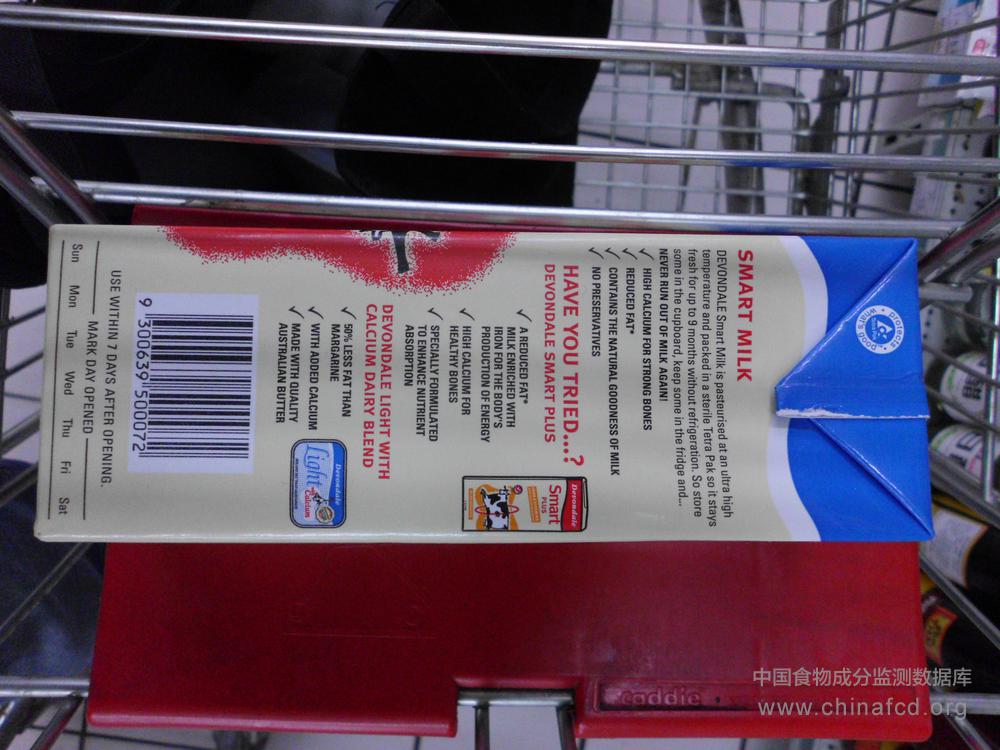 protects what's good
Tetra Pak
SMART MILK
DEVONDALE Smart Milk is pasteurised at an ultra high
temperature and packed in a sterile Tetra Pak so it stays
fresh for up to 9 months without refrigeration. So store
some in the cupboard, keep some in the fridge and...
NEVER RUN OUT OF MILK AGAIN!
✓ HIGH CALCIUM FOR STRONG BONES
✓ REDUCED FAT*
✓ CONTAINS THE NATURAL GOODNESS OF MILK
✓ NO PRESERVATIVES
HAVE YOU TRIED...?
DEVONDALE SMART PLUS
✓ A REDUCED FAT*
MILK ENRICHED WITH
IRON FOR THE BODY'S
PRODUCTION OF ENERGY
✓ HIGH CALCIUM FOR
HEALTHY BONES
✓ SPECIALLY FORMULATED
TO ENHANCE NUTRIENT
ABSORPTION
Devondale
Smart
PLUS
DEVONDALE LIGHT WITH
CALCIUM DAIRY BLEND
✓ 50% LESS FAT THAN
MARGARINE
✓ WITH ADDED CALCIUM
✓ MADE WITH QUALITY
AUSTRALIAN BUTTER
Devondale
Light
Calcium
9 300639 500072
USE WITHIN 7 DAYS AFTER OPENING.
MARK DAY OPENED
Sun Mon Tue Wed Thu Fri Sat
caddie
中国食物成分监测数据库
www.chinafcd.org